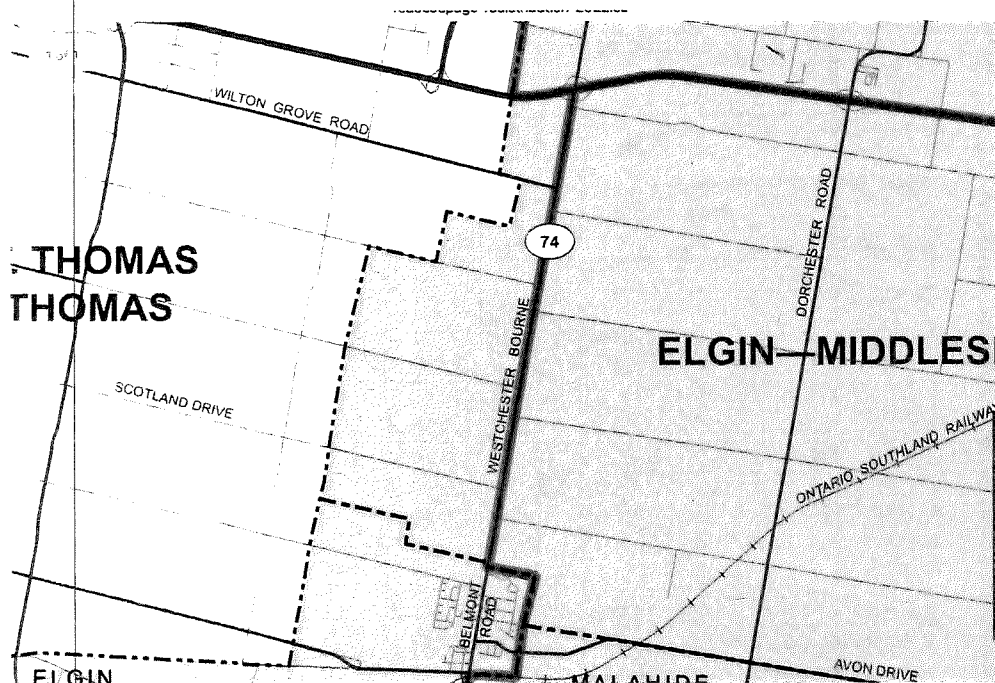 WILTON GROVE ROAD
DORCHESTER ROAD
74
THOMAS
THOMAS
WESTCHESTER BOURNE
ELGIN—MIDDLES
SCOTLAND DRIVE
ONTARIO SOUTHLAND RAILWA
BELMONT
ROAD
AVON DRIVE
ELGIN
MALAHIDE